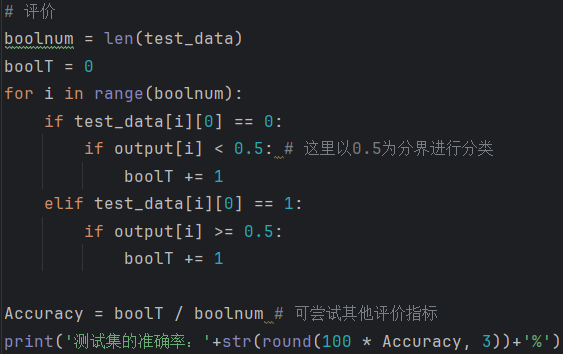 # 评价
boolnum = len(test_data)
boolT = 0
for i in range(boolnum):
    if test_data[i][0] == 0:
        if output[i] < 0.5: # 这里以0.5为分界进行分类
            boolT += 1
    elif test_data[i][0] == 1:
        if output[i] >= 0.5:
            boolT += 1
Accuracy = boolT / boolnum # 可尝试其他评价指标
print('测试集的准确率：'+str(round(100 * Accuracy, 3))+'%')